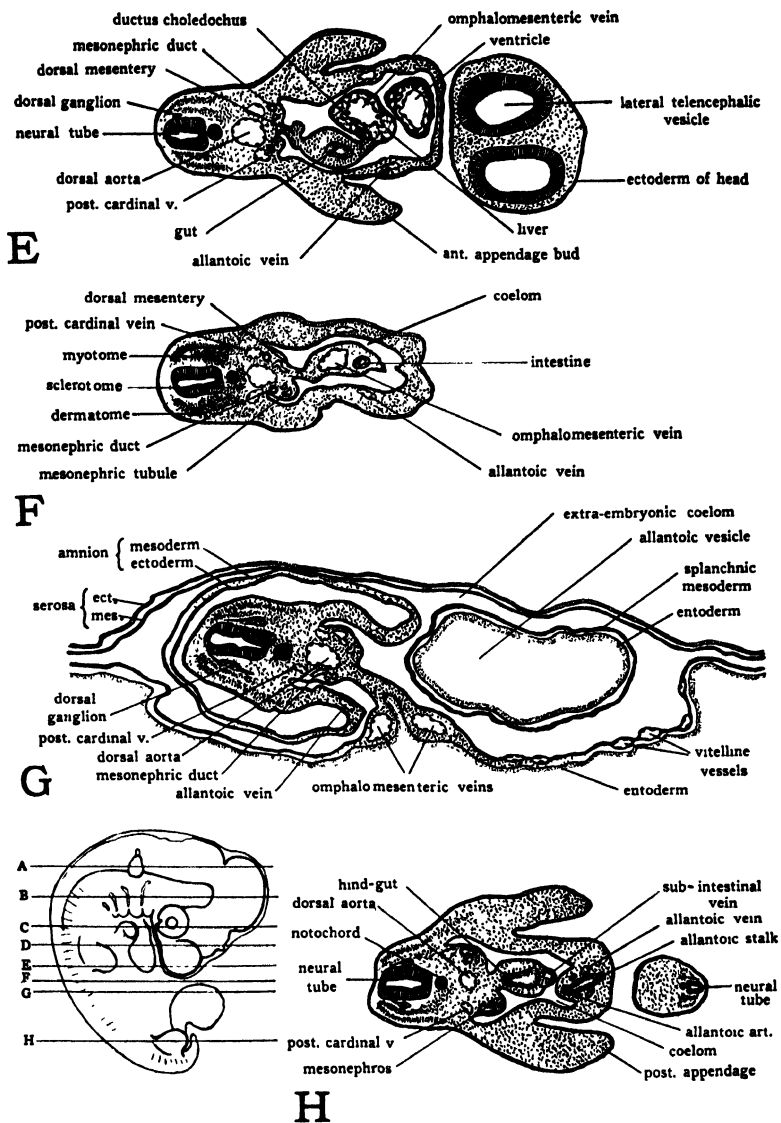 ductus choledochus
mesonephric duct
dorsal mesentery
dorsal ganglion
neural tube
dorsal aorta
post. cardinal v.
gut
allantoic vein
omphalomesenteric vein
ventricle
lateral telencephalic
vesicle
ectoderm of head
liver
ant. appendage bud
E
dorsal mesentery
post. cardinal vein
myotome
sclerotome
dermatome
mesonephric duct
mesonephric tubule
coelom
intestine
omphalomesenteric vein
allantoic vein
F
amnion { mesoderm
ectoderm
serosa { ect.
mes.
extra-embryonic coelom
allantoic vesicle
splanchnic
mesoderm
entoderm
dorsal
ganglion
post. cardinal v.
dorsal aorta
mesonephric duct
allantoic vein
omphalomesenteric veins
vitelline
vessels
entoderm
G
A
B
C
D
E
F
G
H
hind-gut
dorsal aorta
notochord
neural
tube
post. cardinal v
mesonephros
sub-intestinal
vein
allantoic vein
allantoic stalk
neural
tube
allantoic art.
coelom
post. appendage
H